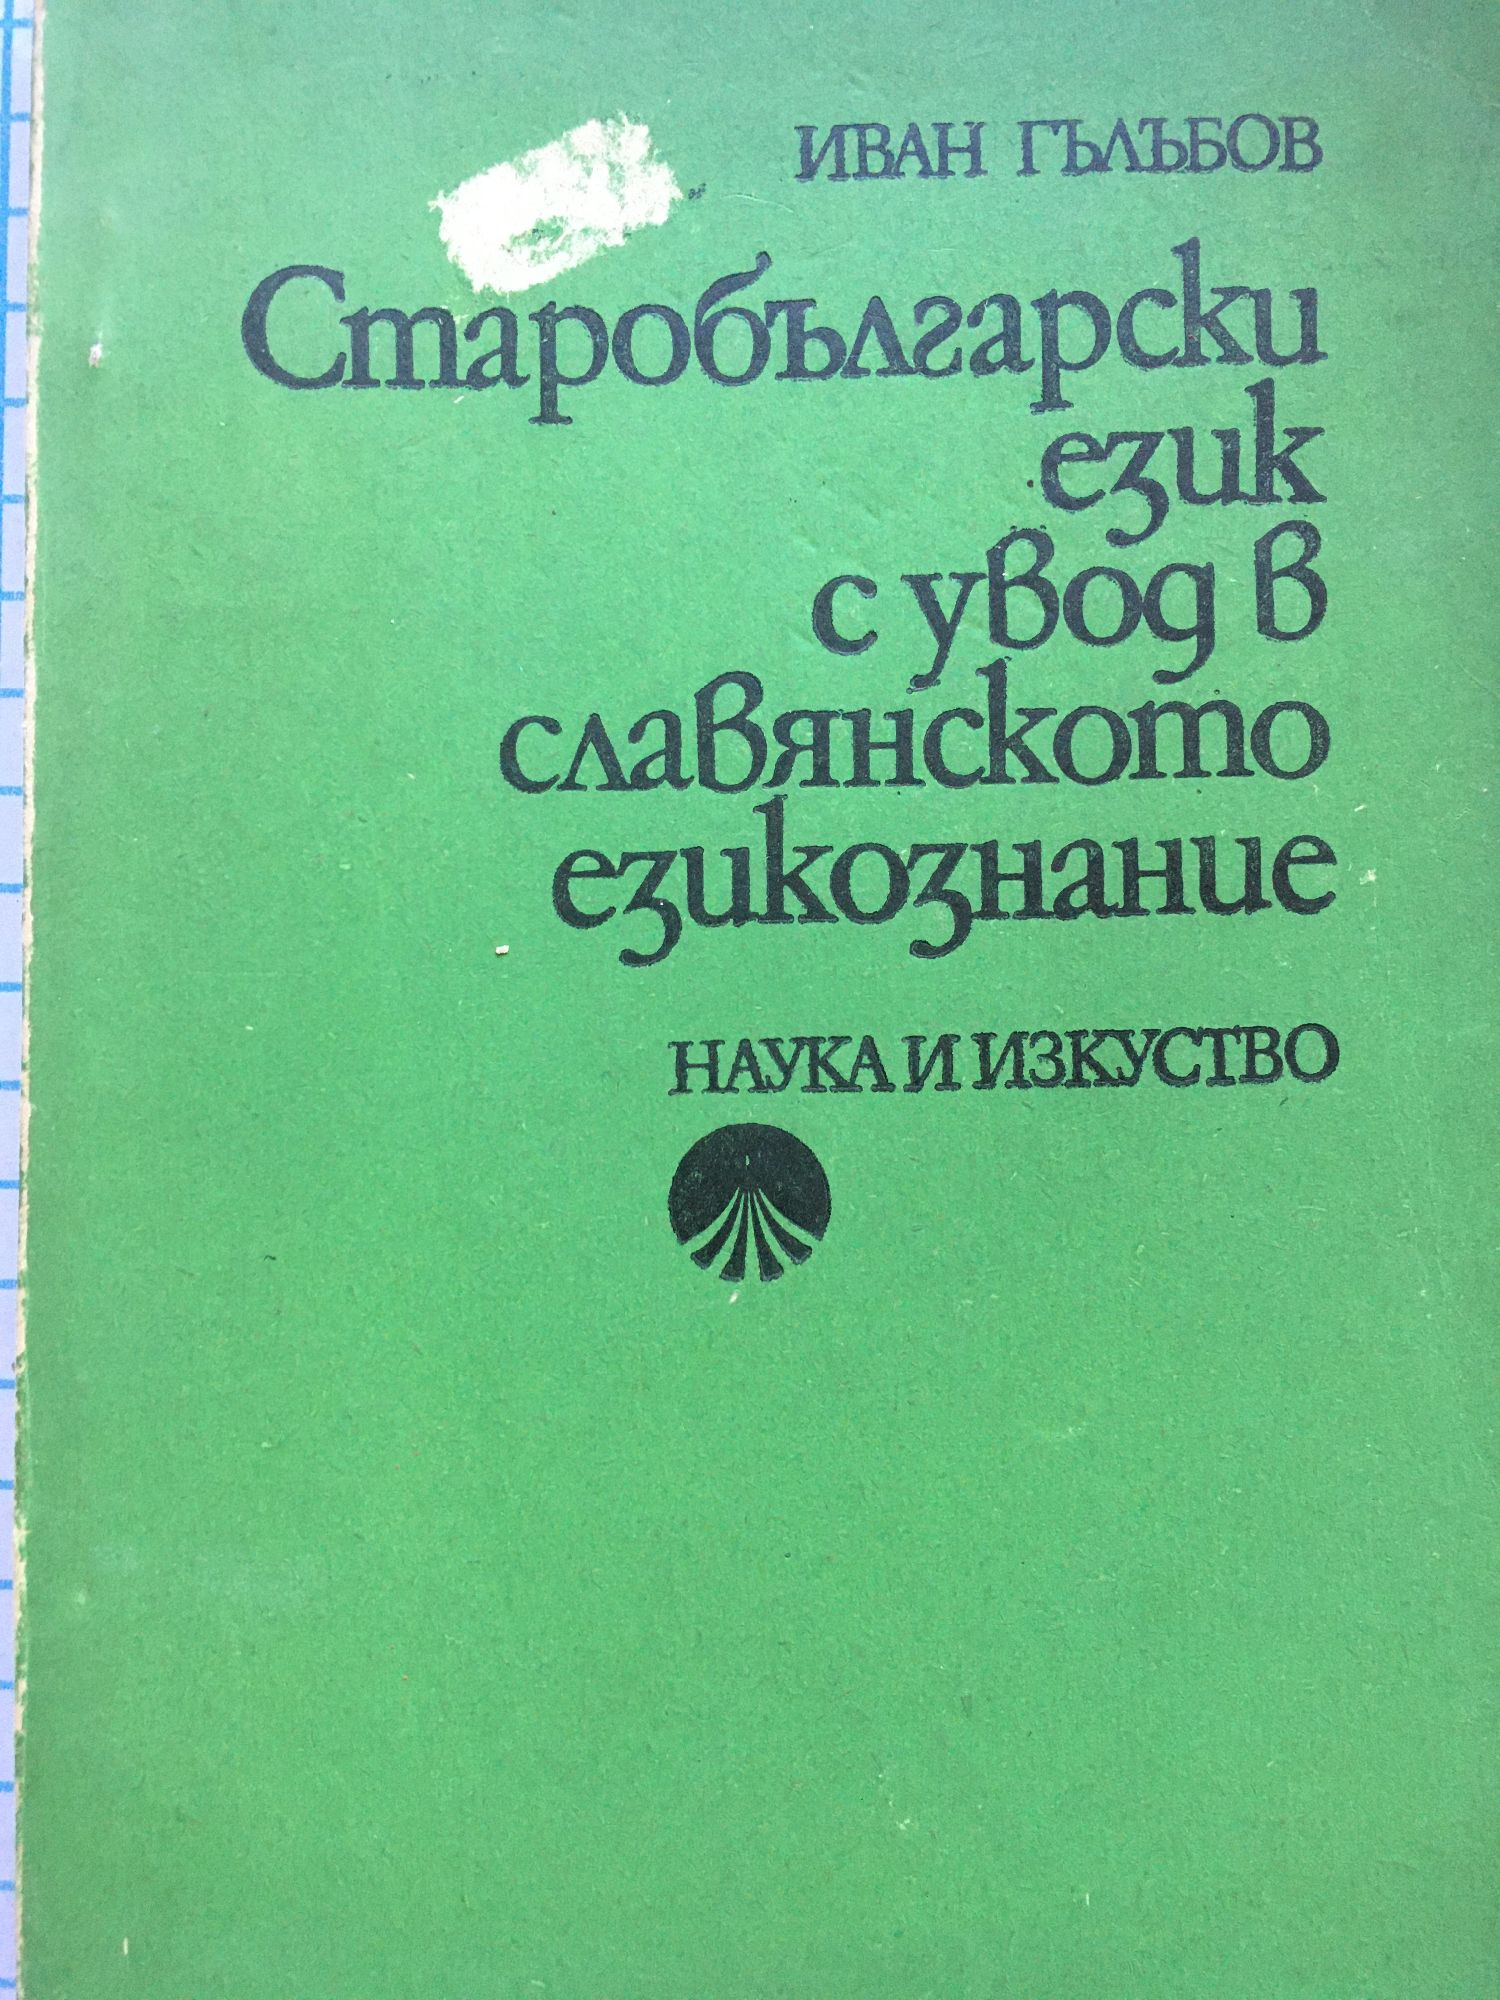 ИВАН ГЪЛЪБОВ
Старобългарски
език
с увод в
славянското
езикознание
НАУКА И ИЗКУСТВО